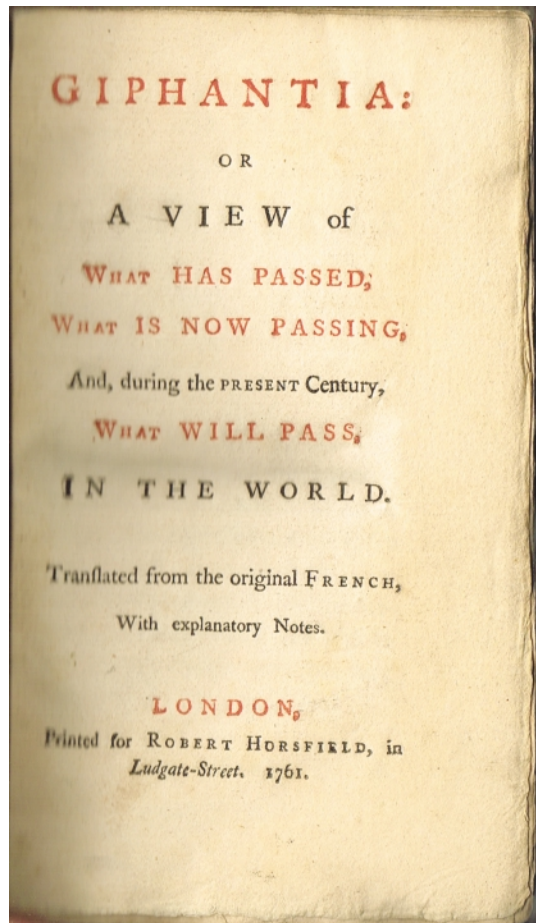 GIPHANTIA:
OR
A VIEW of
WHAT HAS PASSED,
WHAT IS NOW PASSING,
And, during the PRESENT Century,
WHAT WILL PASS,
IN THE WORLD.
Tranſlated from the original FRENCH,
With explanatory Notes.
LONDON,
Printed for ROBERT HORSFIELD, in
Ludgate-Street. 1761.